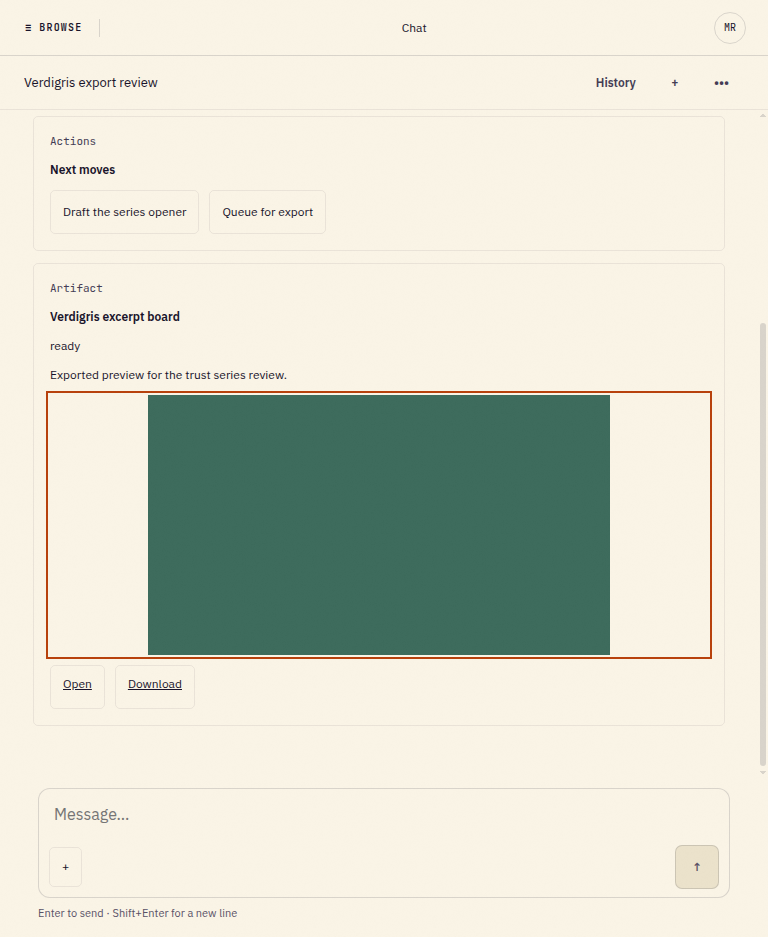 ≡ BROWSE
Chat
MR
Verdigris export review
History
+
•••
Actions
Next moves
Draft the series opener
Queue for export
Artifact
Verdigris excerpt board
ready
Exported preview for the trust series review.
Open
Download
Message...
+
↑
Enter to send · Shift+Enter for a new line